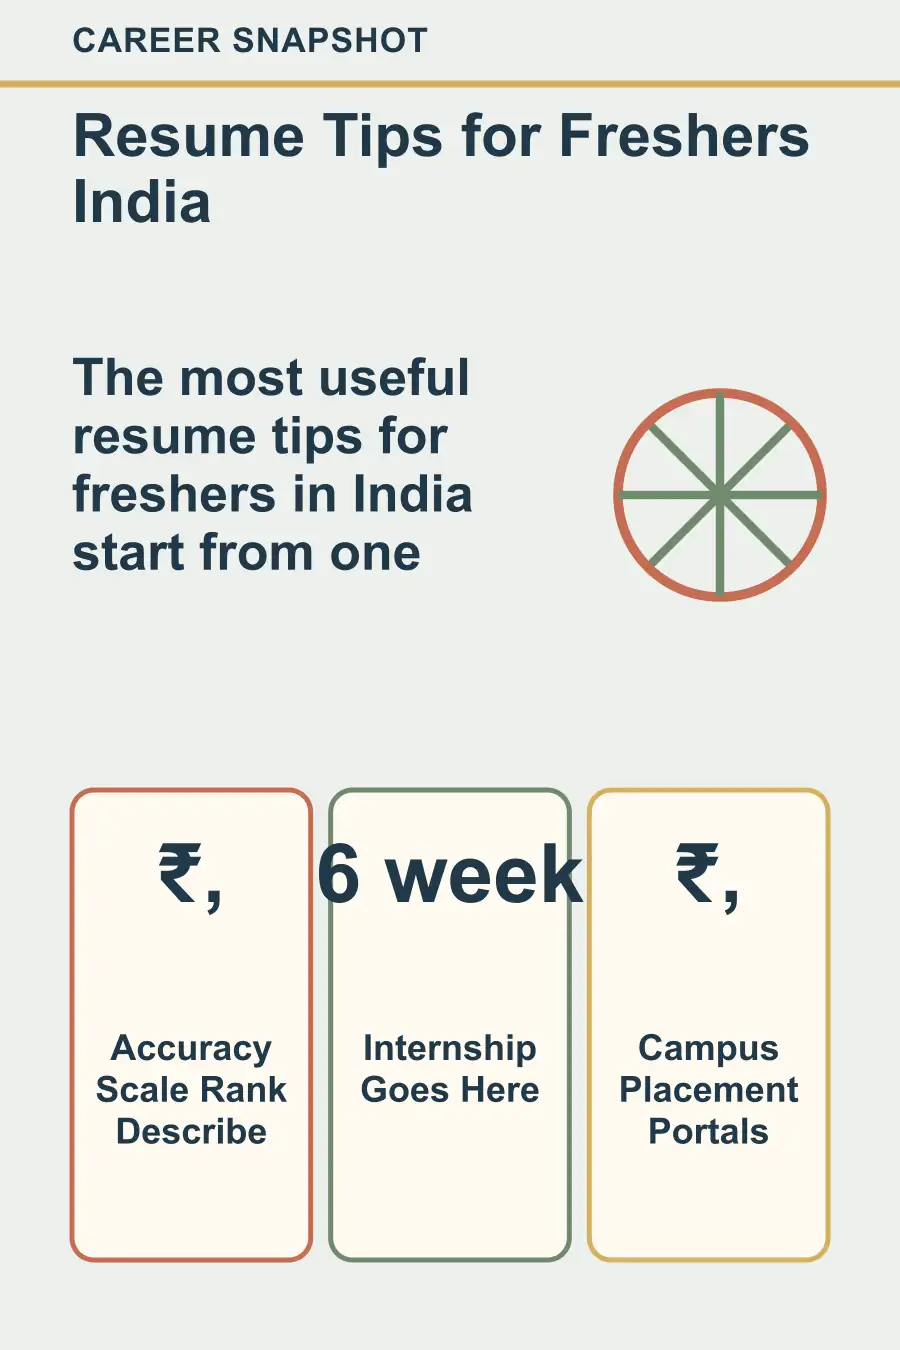 CAREER SNAPSHOT
Resume Tips for Freshers
India
The most useful
resume tips for
freshers in India
start from one
₹,
Accuracy
Scale Rank
Describe
6 week
Internship
Goes Here
₹,
Campus
Placement
Portals